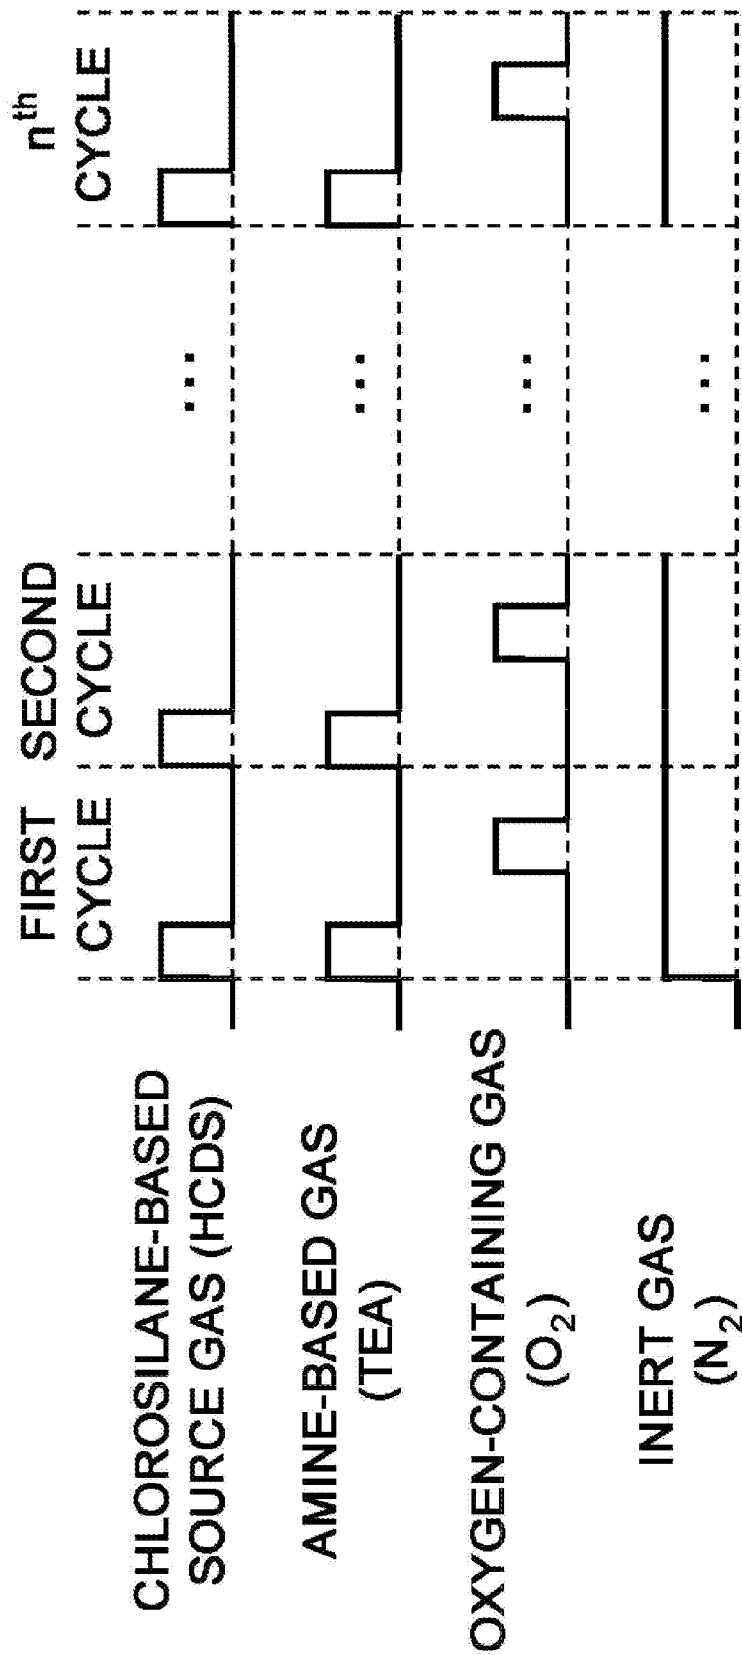 FIRST
CYCLE
SECOND
CYCLE
...
nth
CYCLE
CHLOROSILANE-BASED
SOURCE GAS (HCDS)
...
AMINE-BASED GAS
(TEA)
...
OXYGEN-CONTAINING GAS
(O2)
...
INERT GAS
(N2)